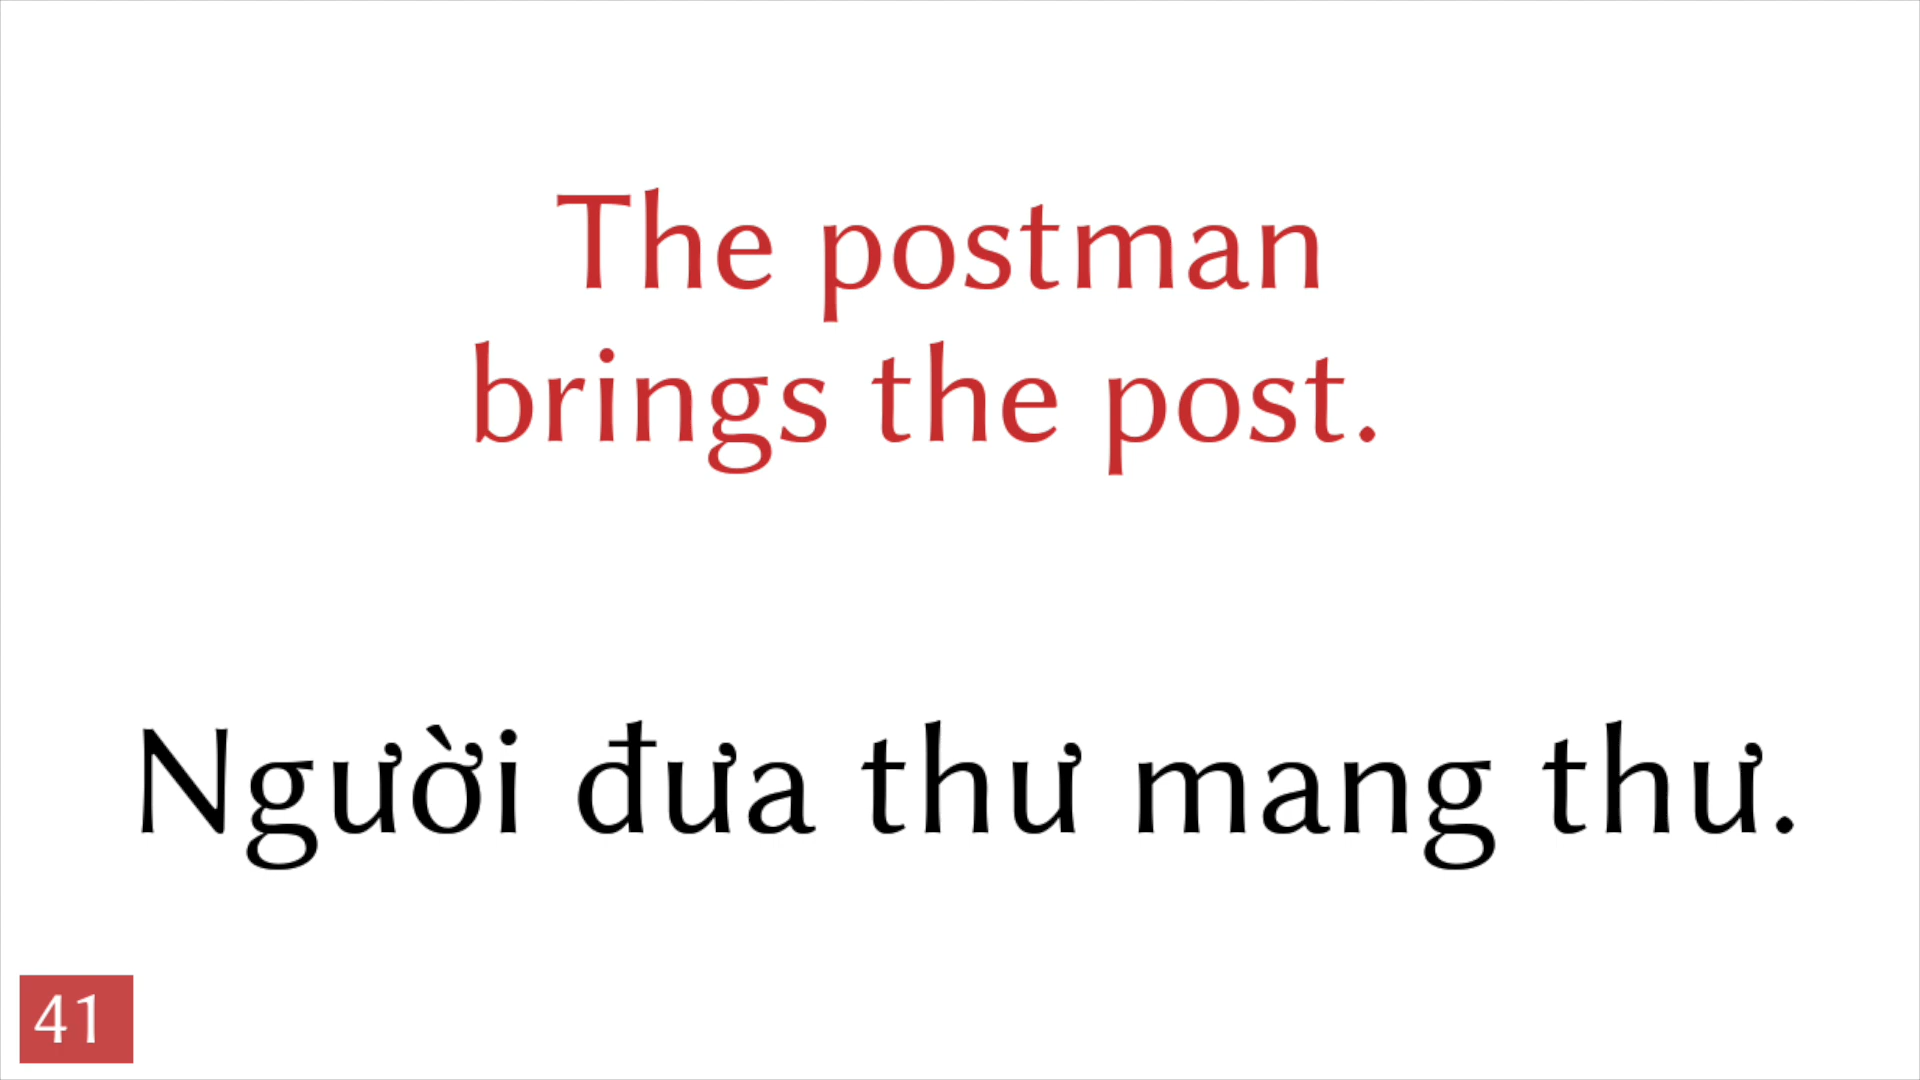 The postman
brings the post.
Người đưa thư mang thư.
41